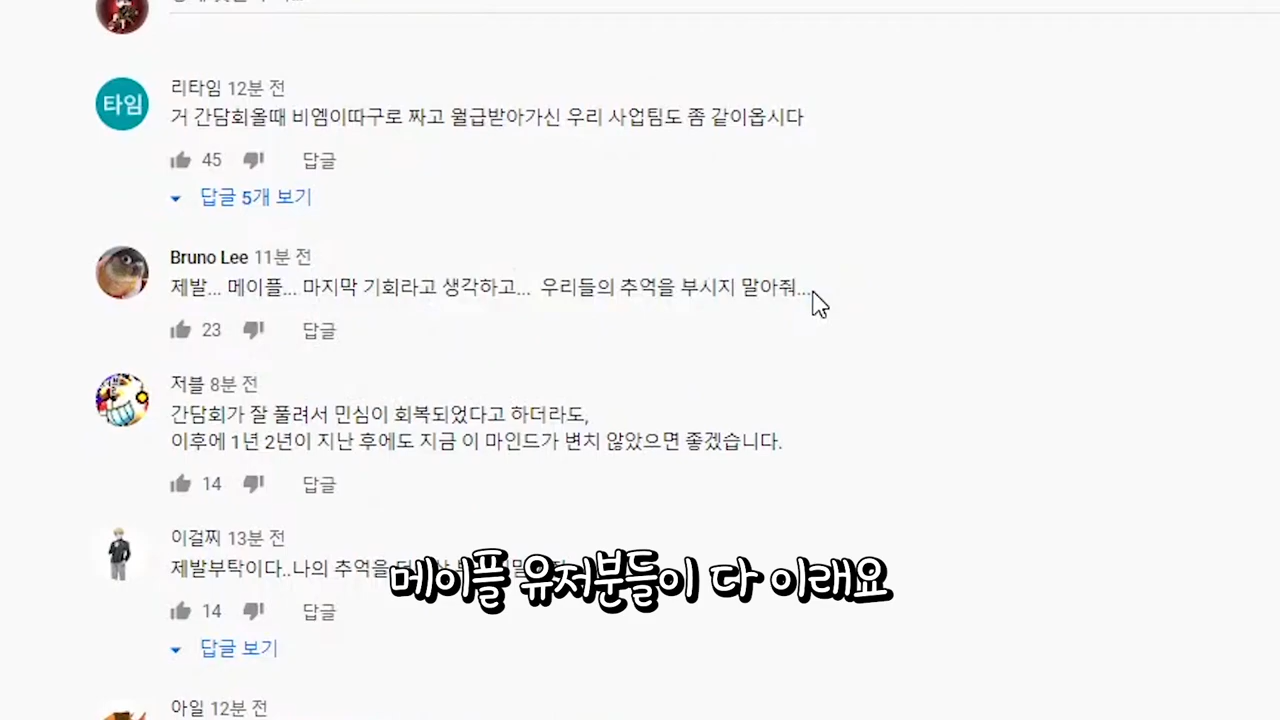 타임
리타임 12분 전
거 간담회올때 비엠이따구로 짜고 월급받아가신 우리 사업팀도 좀 같이옵시다
45 답글
답글 5개 보기
Bruno Lee 11분 전
제발... 메이플... 마지막 기회라고 생각하고... 우리들의 추억을 부시지 말아줘...
23 답글
저블 8분 전
간담회가 잘 풀려서 민심이 회복되었다고 하더라도,
이후에 1년 2년이 지난 후에도 지금 이 마인드가 변치 않았으면 좋겠습니다.
14 답글
이걸찌 13분 전
제발부탁이다..나의 추억을
메이플 유저분들이 다 이래요
14 답글
답글 보기
아일 12분 전